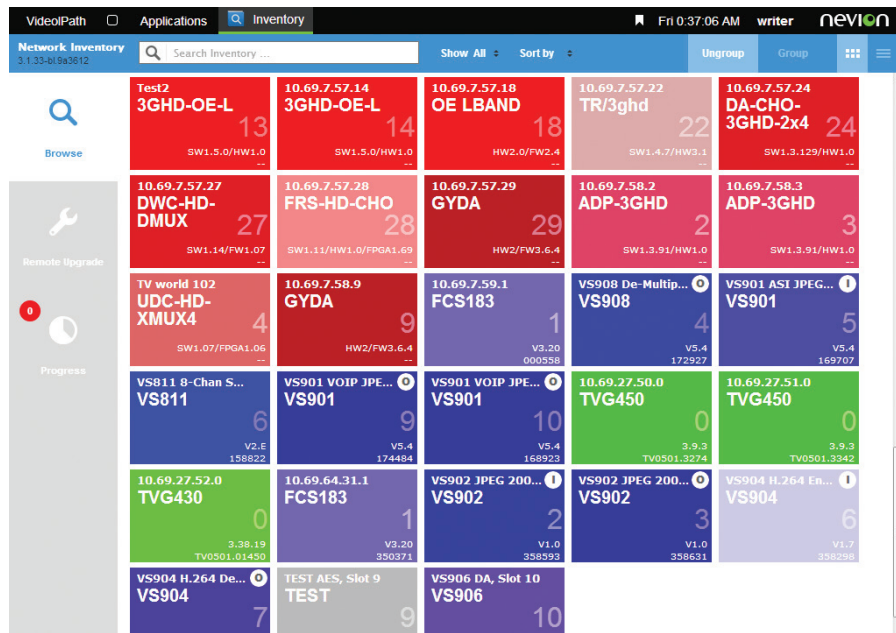 VideoIPath Applications Inventory Fri 0:37:06 AM writer nevion
Network Inventory
3.1.33-bl.9a3612
Search Inventory ... Show All Sort by Ungroup Group
Browse
Remote Upgrade
0
Progress
Test2
3GHD-OE-L
13
SW1.5.0/HW1.0
--
10.69.7.57.14
3GHD-OE-L
14
SW1.5.0/HW1.0
--
10.69.7.57.18
OE LBAND
18
HW2.0/FW2.4
--
10.69.7.57.22
TR/3ghd
22
SW1.4.7/HW3.1
--
10.69.7.57.24
DA-CHO-
3GHD-2x4
24
SW1.3.129/HW1.0
--
10.69.7.57.27
DWC-HD-
DMUX
27
SW1.14/FW1.07
--
10.69.7.57.28
FRS-HD-CHO
28
SW1.11/HW1.0/FPGA1.69
--
10.69.7.57.29
GYDA
29
HW2/FW3.6.4
--
10.69.7.58.2
ADP-3GHD
2
SW1.3.91/HW1.0
--
10.69.7.58.3
ADP-3GHD
3
SW1.3.91/HW1.0
--
TV world 102
UDC-HD-
XMUX4
4
SW1.07/FPGA1.06
--
10.69.7.58.9
GYDA
9
HW2/FW3.6.4
--
10.69.7.59.1
FCS183
1
V3.20
000558
VS908 De-Multip... O
VS908
4
V5.4
172927
VS901 ASI JPEG... I
VS901
5
V5.4
169707
VS811 8-Chan S...
VS811
6
V2.E
158822
VS901 VOIP JPE... O
VS901
9
V5.4
174484
VS901 VOIP JPE... O
VS901
10
V5.4
168923
10.69.27.50.0
TVG450
0
3.9.3
TV0501.3274
10.69.27.51.0
TVG450
0
3.9.3
TV0501.3342
10.69.27.52.0
TVG430
0
3.38.19
TV0501.01450
10.69.64.31.1
FCS183
1
V3.20
350371
VS902 JPEG 200... I
VS902
2
V1.0
358593
VS902 JPEG 200... O
VS902
3
V1.0
358631
VS904 H.264 En... I
VS904
6
V1.7
358298
VS904 H.264 De... O
VS904
7
TEST AES, Slot 9
TEST
9
VS906 DA, Slot 10
VS906
10